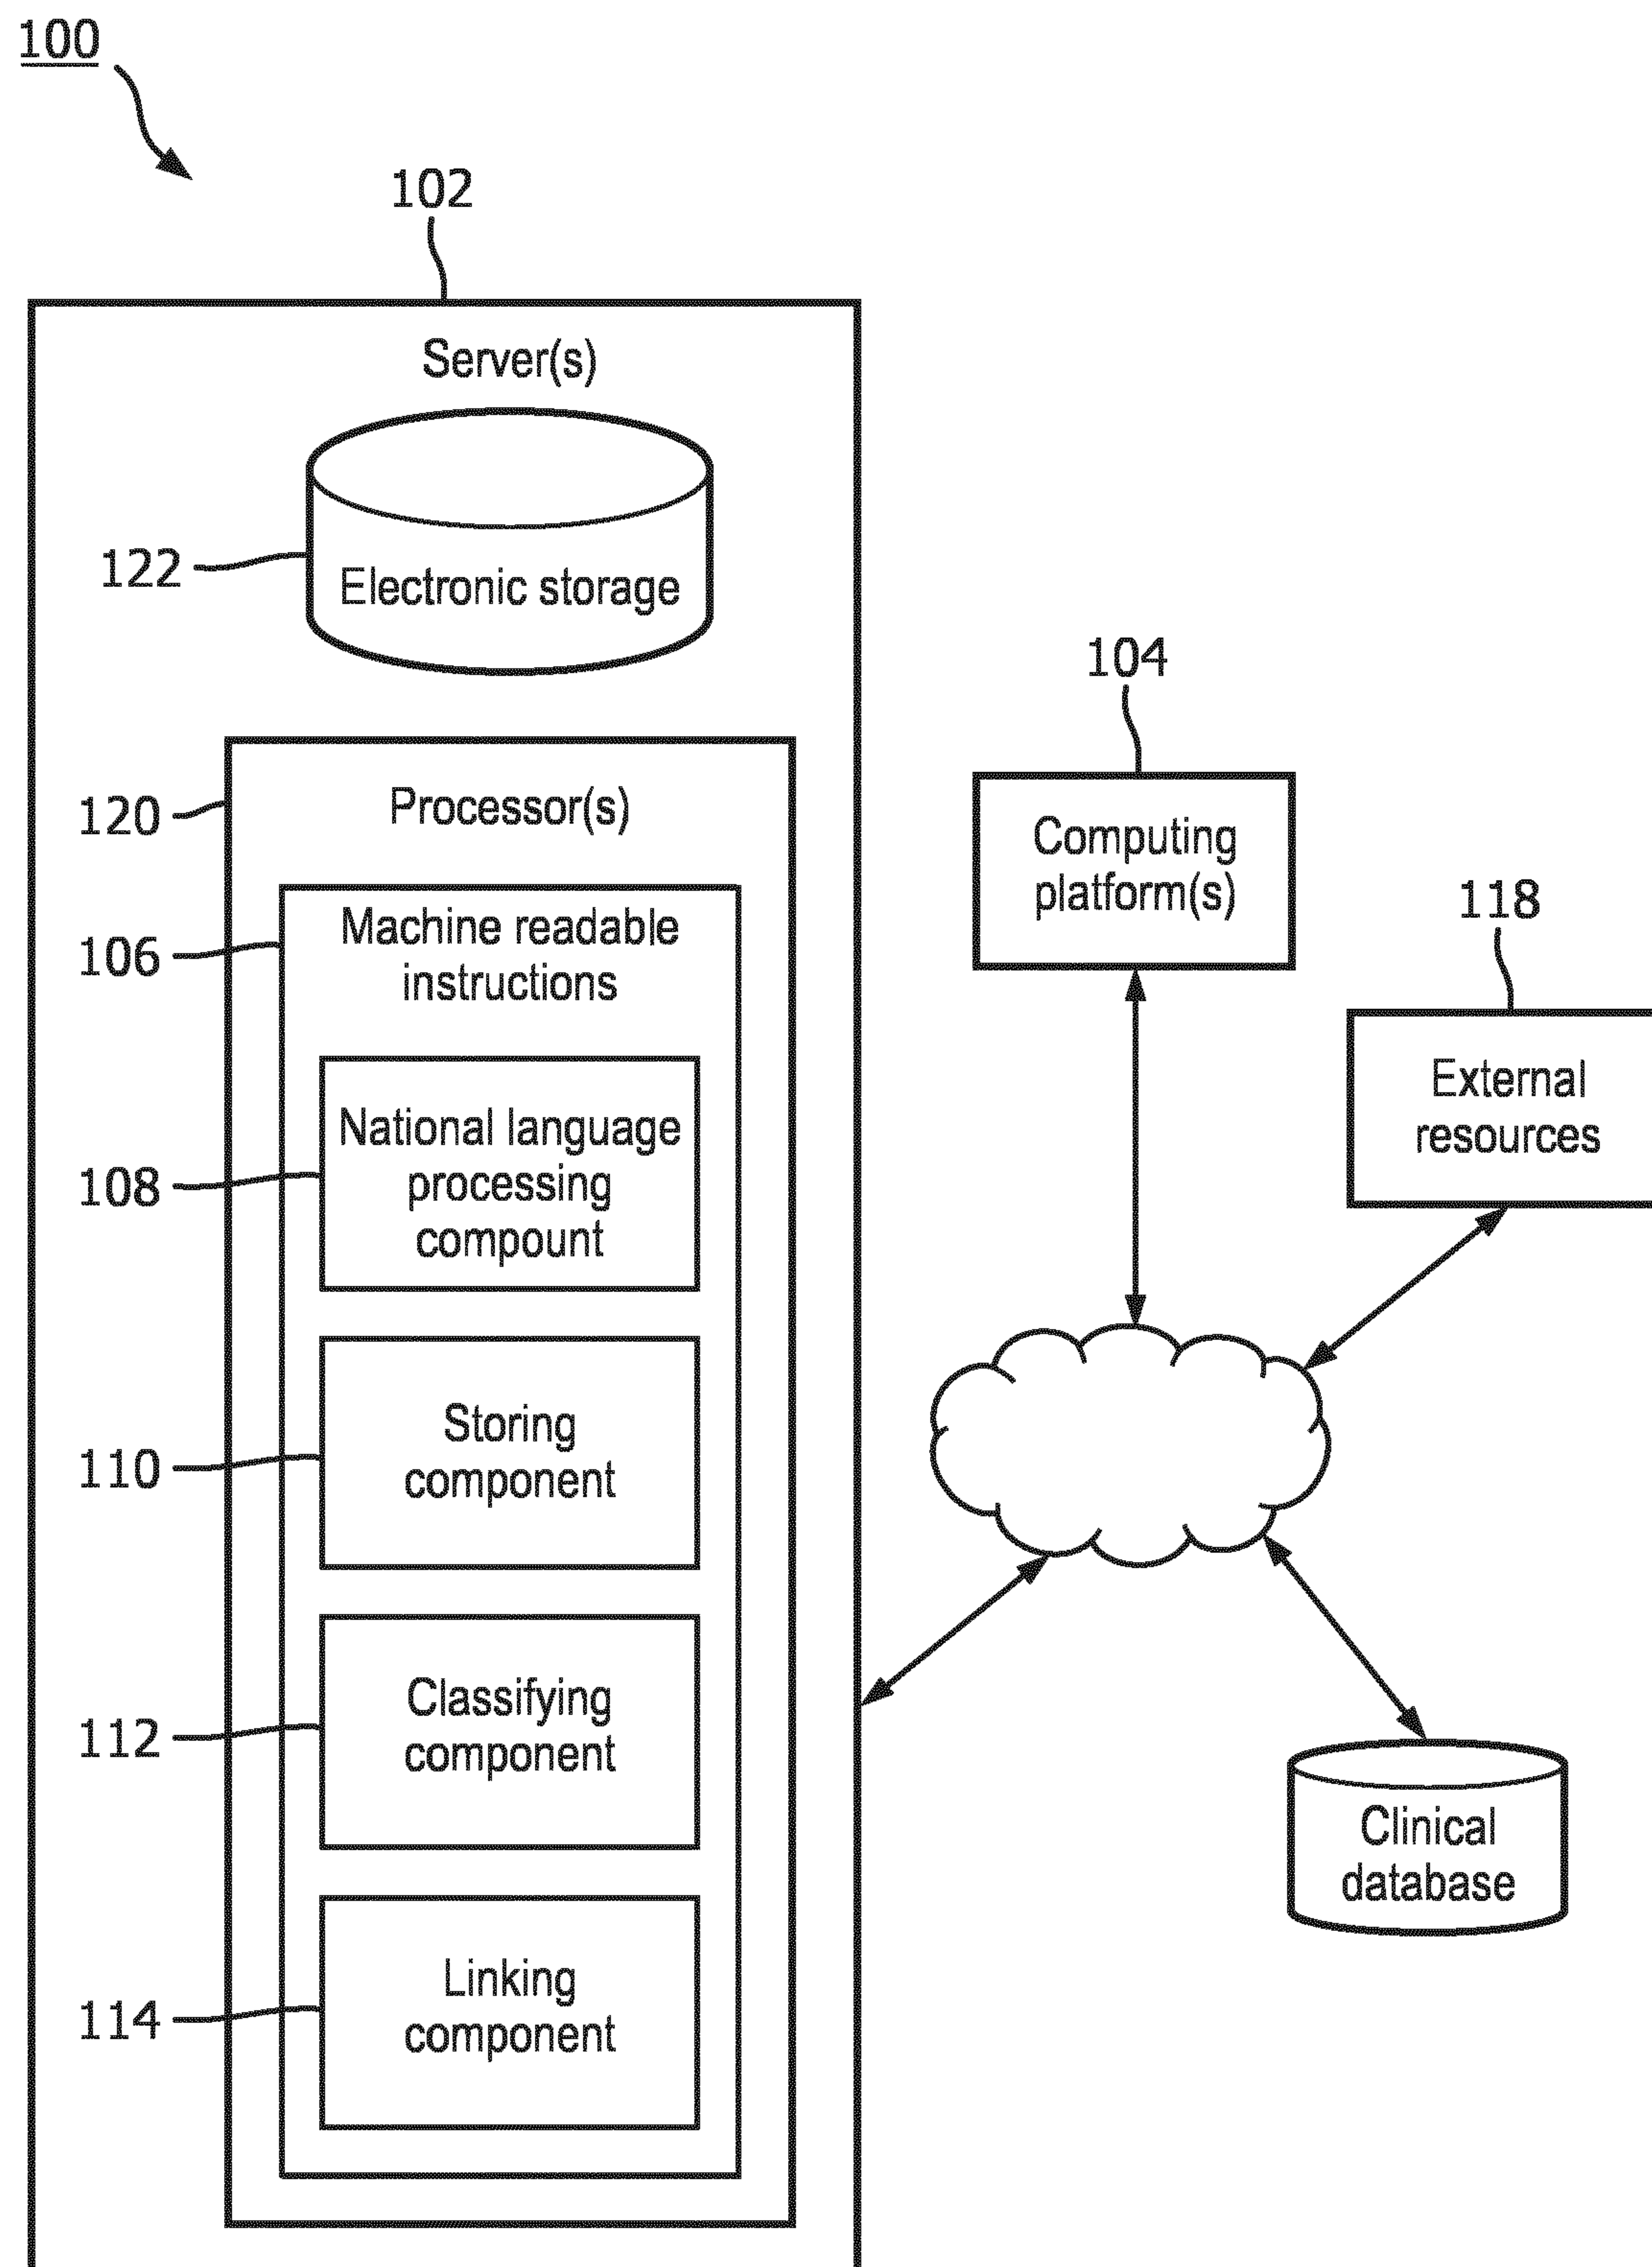 100
102
Server(s)
122
Electronic storage
104
120
Processor(s)
Computing
platform(s)
118
106
Machine readable
instructions
External
resources
108
National language
processing
compount
110
Storing
component
112
Classifying
component
Clinical
database
114
Linking
component